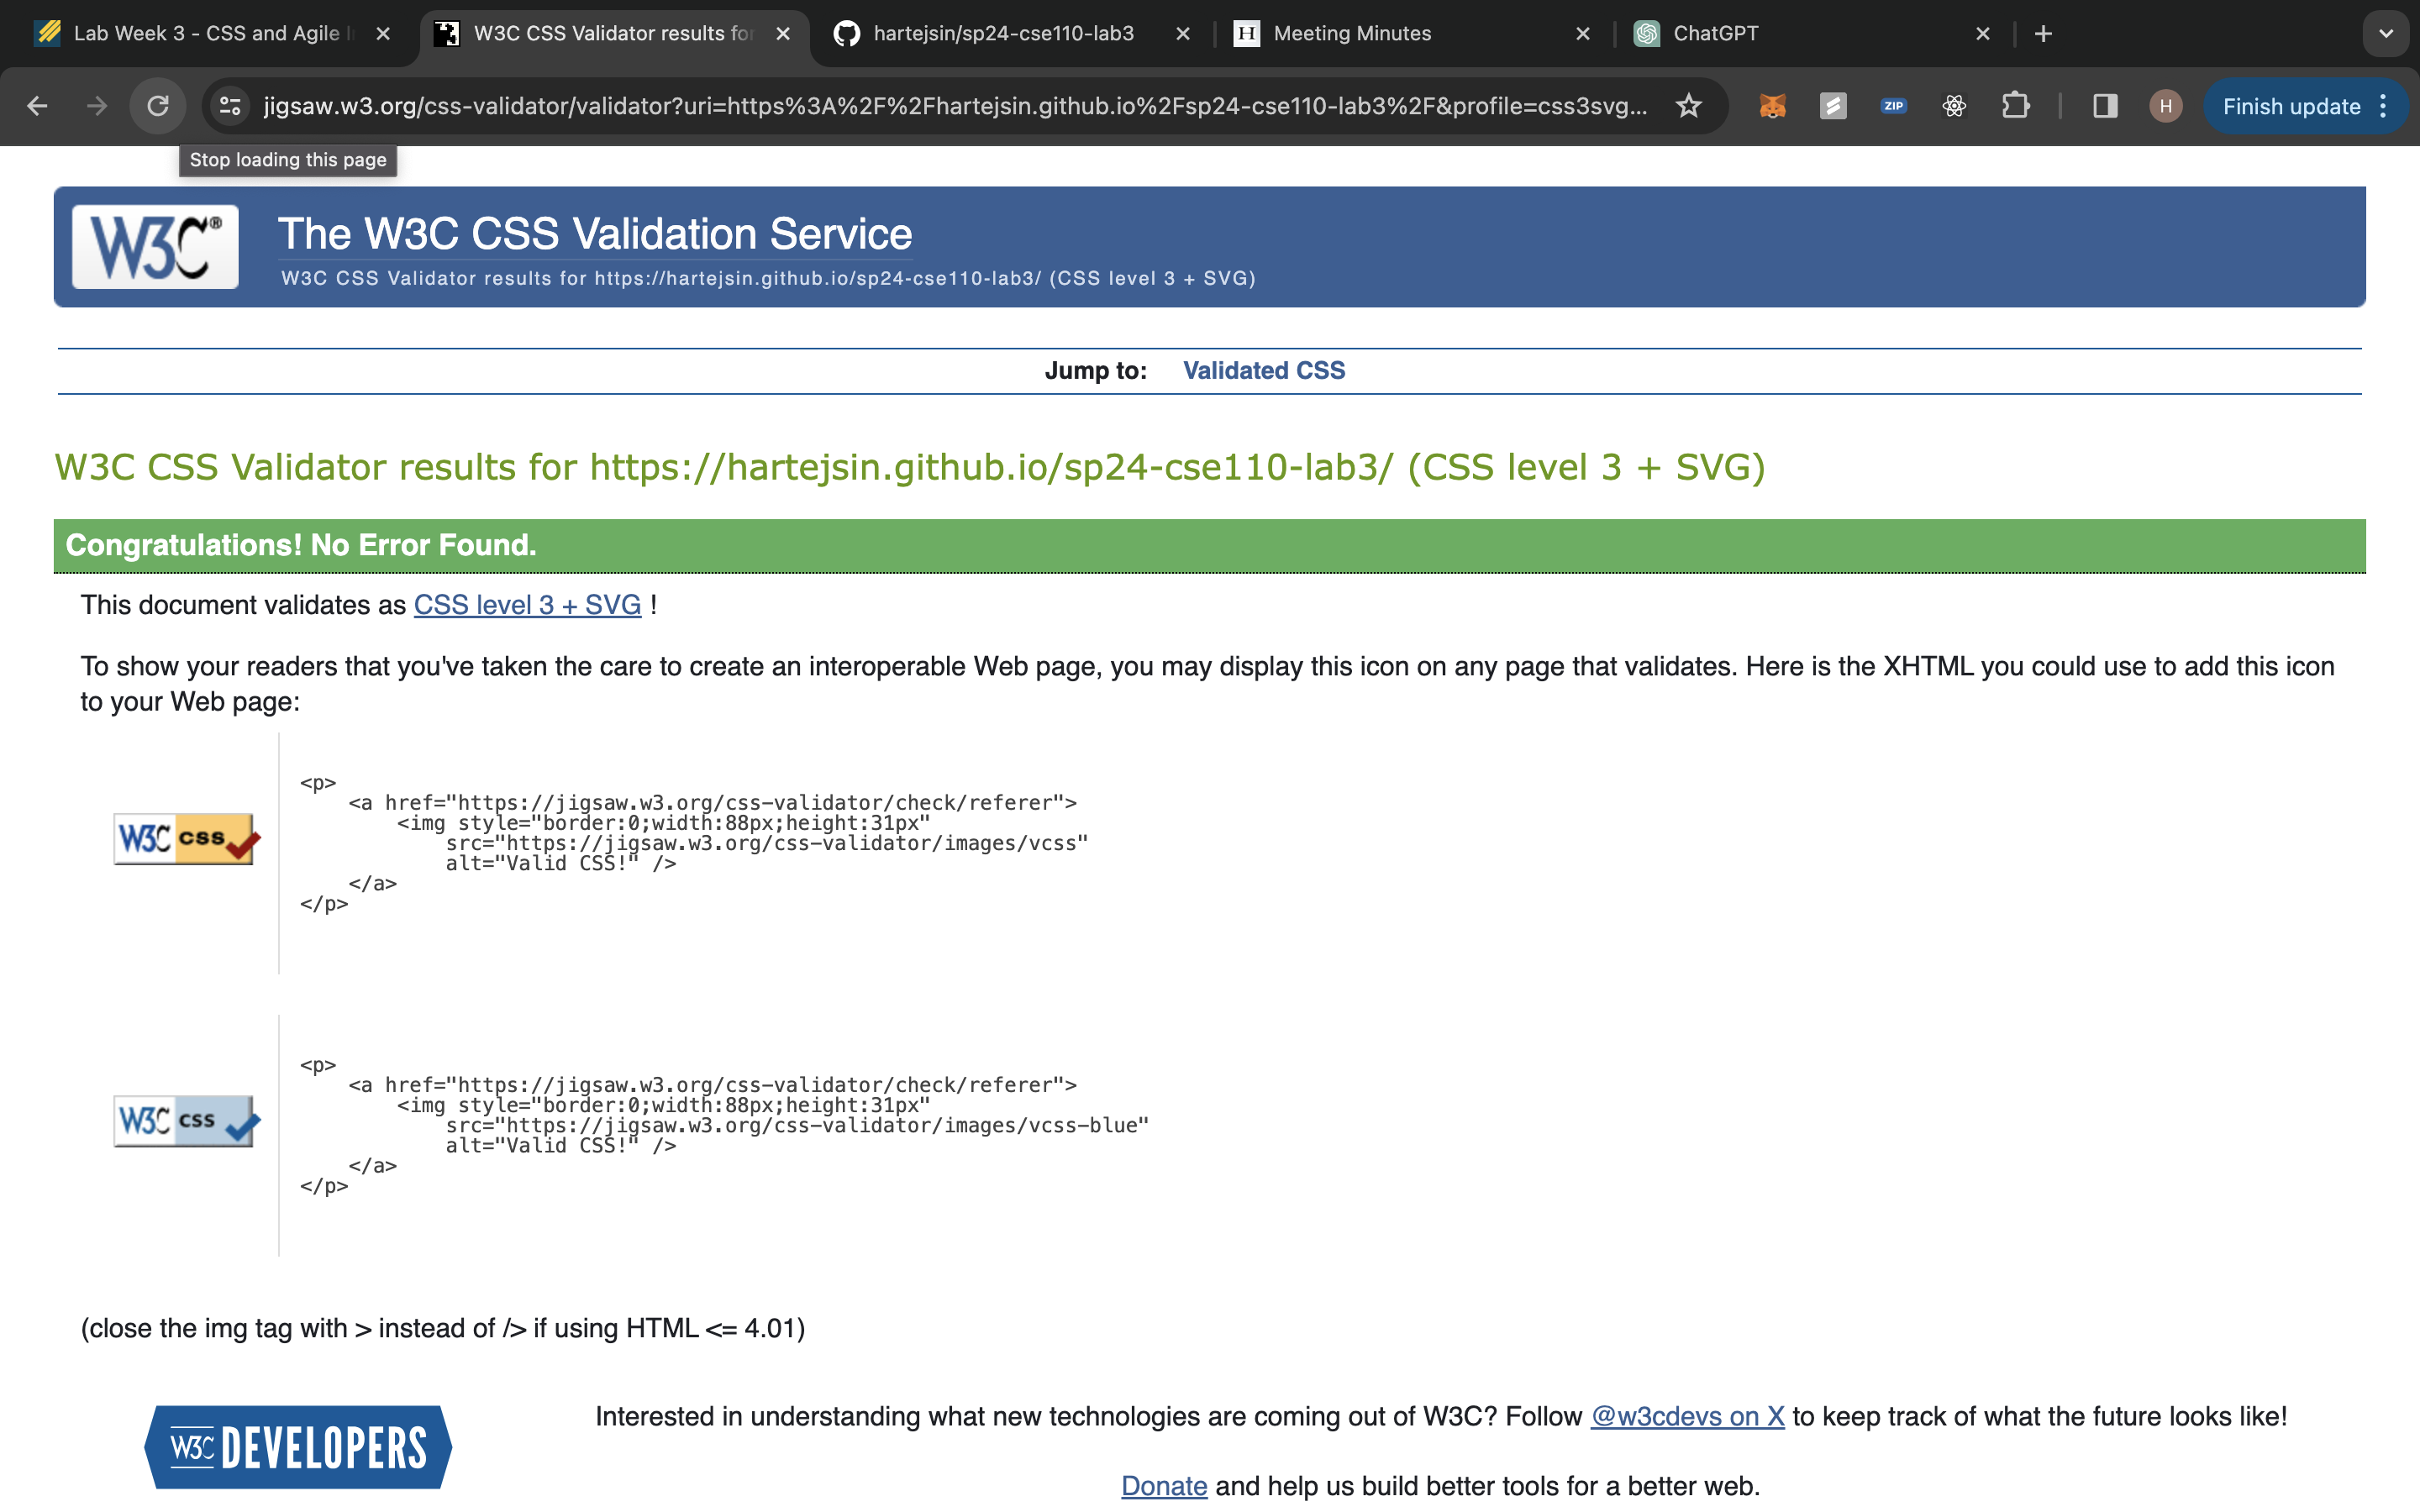 Lab Week 3 - CSS and Agile
W3C CSS Validator results for
hartejsin/sp24-cse110-lab3
Meeting Minutes
ChatGPT
jigsaw.w3.org/css-validator/validator?uri=https%3A%2F%2Fhartejsin.github.io%2Fsp24-cse110-lab3%2F&profile=css3svg...
ZIP
H
Finish update
Stop loading this page
W3C®
The W3C CSS Validation Service
W3C CSS Validator results for https://hartejsin.github.io/sp24-cse110-lab3/ (CSS level 3 + SVG)
Jump to: Validated CSS
W3C CSS Validator results for https://hartejsin.github.io/sp24-cse110-lab3/ (CSS level 3 + SVG)
Congratulations! No Error Found.
This document validates as CSS level 3 + SVG !
To show your readers that you've taken the care to create an interoperable Web page, you may display this icon on any page that validates. Here is the XHTML you could use to add this icon
to your Web page:
W3C css
<p>
<a href="https://jigsaw.w3.org/css-validator/check/referer">
<img style="border:0;width:88px;height:31px"
src="https://jigsaw.w3.org/css-validator/images/vcss"
alt="Valid CSS!" />
</a>
</p>
W3C css
<p>
<a href="https://jigsaw.w3.org/css-validator/check/referer">
<img style="border:0;width:88px;height:31px"
src="https://jigsaw.w3.org/css-validator/images/vcss-blue"
alt="Valid CSS!" />
</a>
</p>
(close the img tag with > instead of /> if using HTML <= 4.01)
W3C DEVELOPERS
Interested in understanding what new technologies are coming out of W3C? Follow @w3cdevs on X to keep track of what the future looks like!
Donate and help us build better tools for a better web.